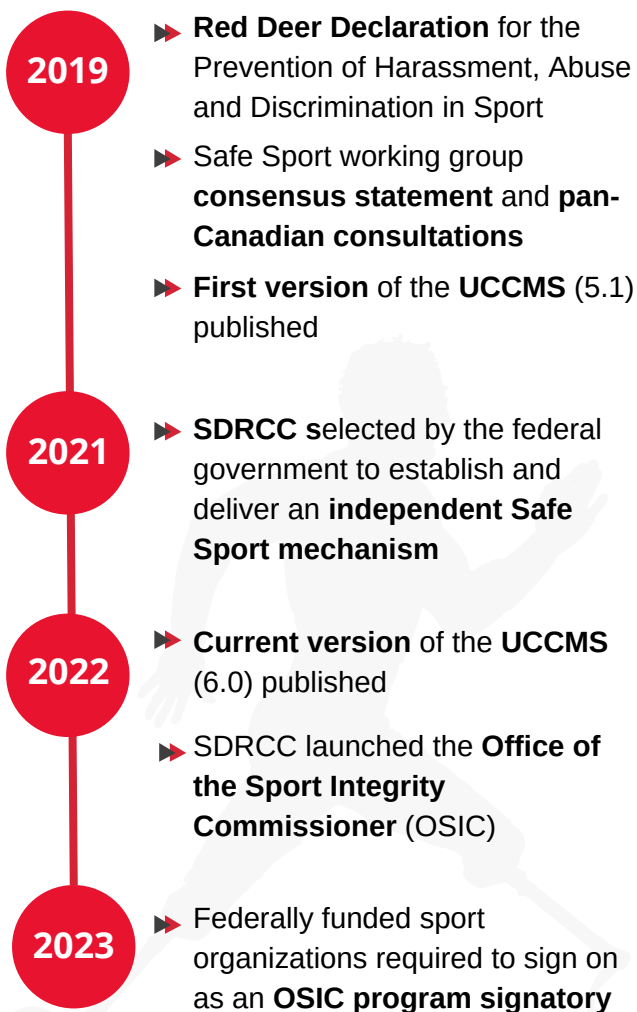 2019
Red Deer Declaration for the
Prevention of Harassment, Abuse
and Discrimination in Sport
Safe Sport working group
consensus statement and pan-
Canadian consultations
First version of the UCCMS (5.1)
published
2021
SDRCC selected by the federal
government to establish and
deliver an independent Safe
Sport mechanism
2022
Current version of the UCCMS
(6.0) published
SDRCC launched the Office of
the Sport Integrity
Commissioner (OSIC)
2023
Federally funded sport
organizations required to sign on
as an OSIC program signatory